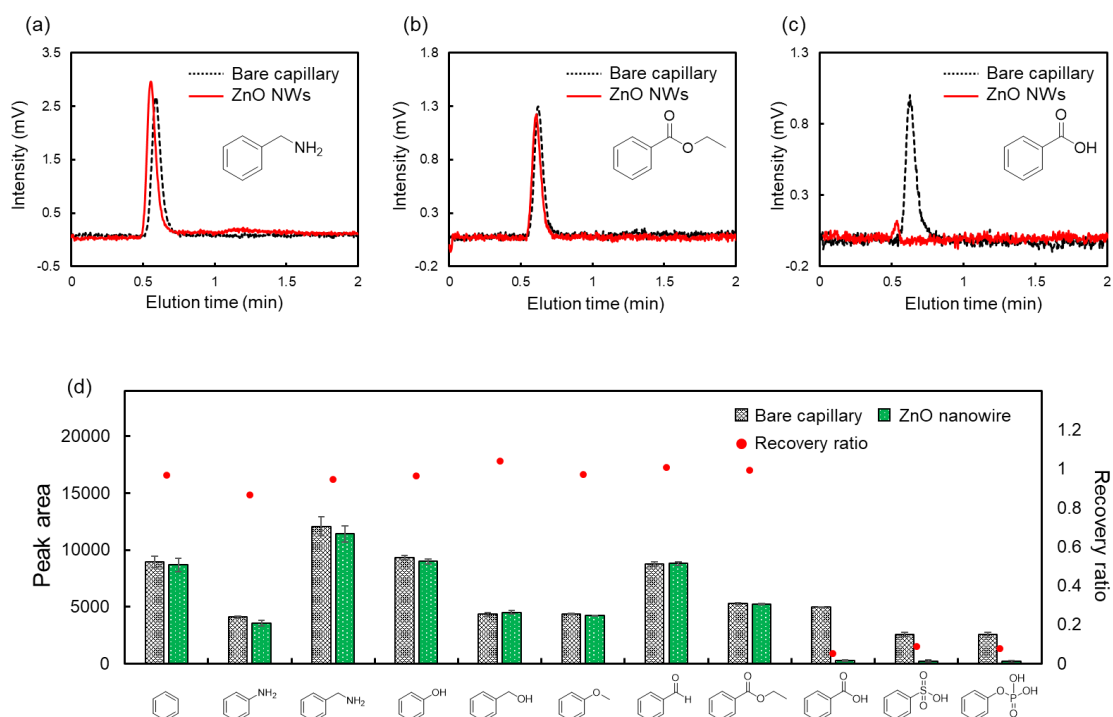 (a)
3.5
2.5
1.5
0.5
-0.5
Intensity (mV)
Bare capillary
ZnO NWs
NH2
0
0.5
1
1.5
2
Elution time (min)
(b)
1.8
1.3
0.8
0.3
-0.2
Intensity (mV)
Bare capillary
ZnO NWs
O
O
0
0.5
1
1.5
2
Elution time (min)
(c)
1.3
0.8
0.3
-0.2
Intensity (mV)
Bare capillary
ZnO NWs
O
OH
0
0.5
1
1.5
2
Elution time (min)
(d)
20000
15000
10000
5000
0
Peak area
Bare capillary
ZnO nanowire
Recovery ratio
1.2
1
0.8
0.6
0.4
0.2
0
Recovery ratio
NH2
NH2
OH
OH
O
O
H
O
O
O
OH
O
S
OH
O
OH
O
P
OH
O